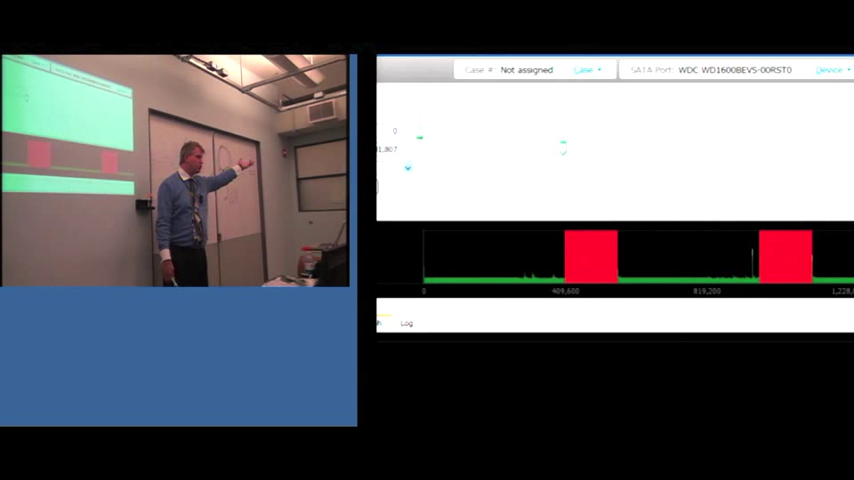 Case #: Not assigned Case SATA Port: WDC WD1600BEVS-00RST0 Device
0
Log
0 409,600 819,200